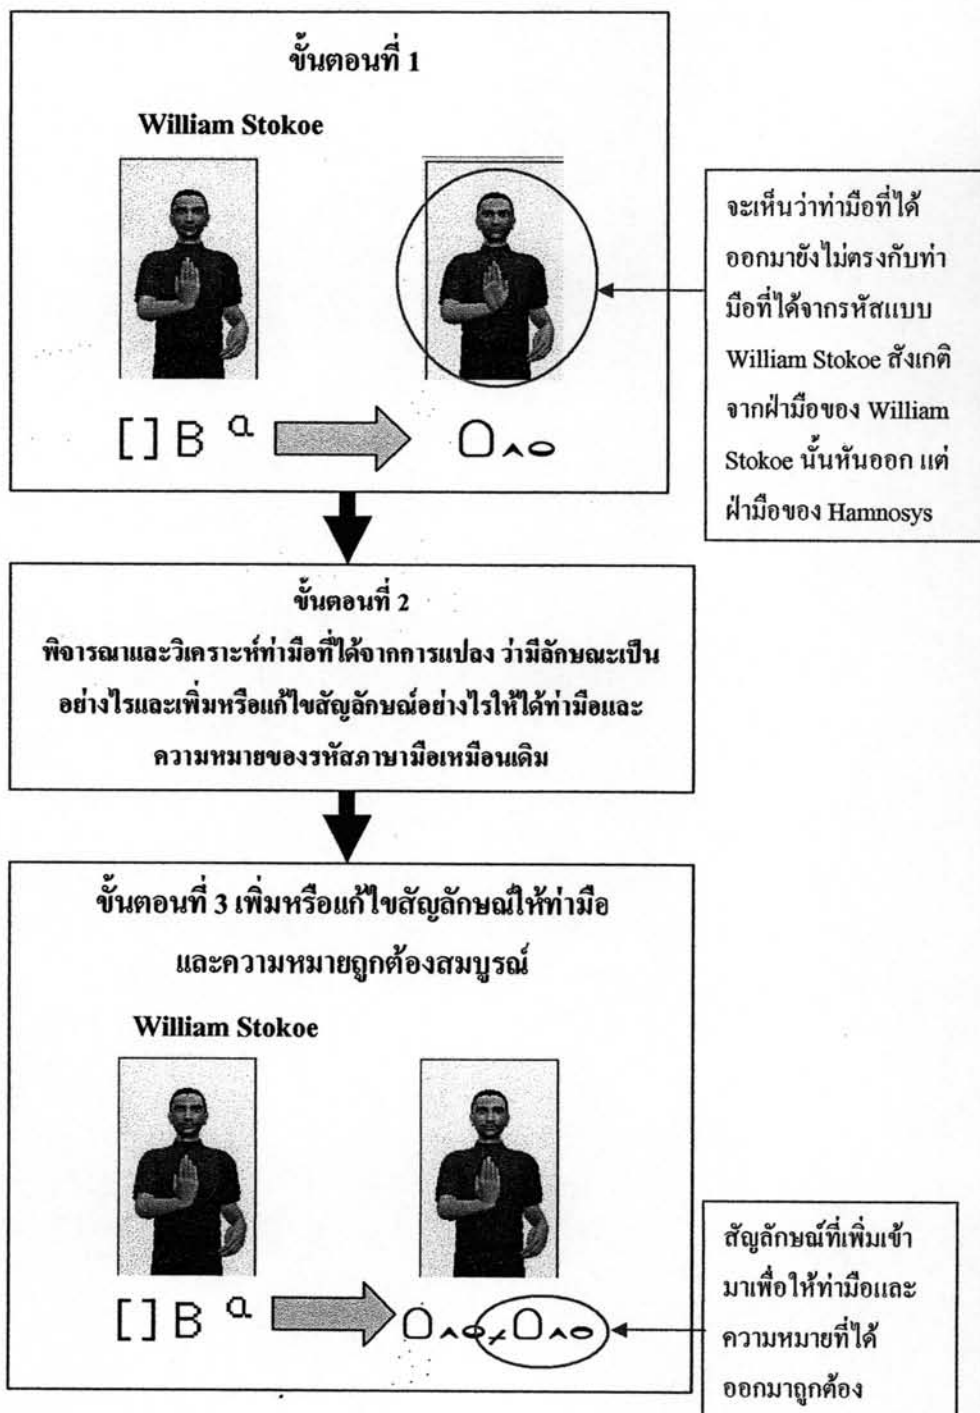 ขั้นตอนที่ 1
William Stokoe
[ ] B a
จะเห็นว่าท่ามือที่ได้
ออกมายังไม่ตรงกับท่า
มือที่ได้จากรหัสแบบ
William Stokoe สังเกติ
จากฝ่ามือของ William
Stokoe นั้นหันออก แต่
ฝ่ามือของ Hamnosys
ขั้นตอนที่ 2
พิจารณาและวิเคราะห์ท่ามือที่ได้จากการแปลง ว่ามีลักษณะเป็น
อย่างไรและเพิ่มหรือแก้ไขสัญลักษณ์อย่างไรให้ได้ท่ามือและ
ความหมายของรหัสภาษามือเหมือนเดิม
ขั้นตอนที่ 3 เพิ่มหรือแก้ไขสัญลักษณ์ให้ท่ามือ
และความหมายถูกต้องสมบูรณ์
William Stokoe
[ ] B a
สัญลักษณ์ที่เพิ่มเข้า
มาเพื่อให้ท่ามือและ
ความหมายที่ได้
ออกมาถูกต้อง